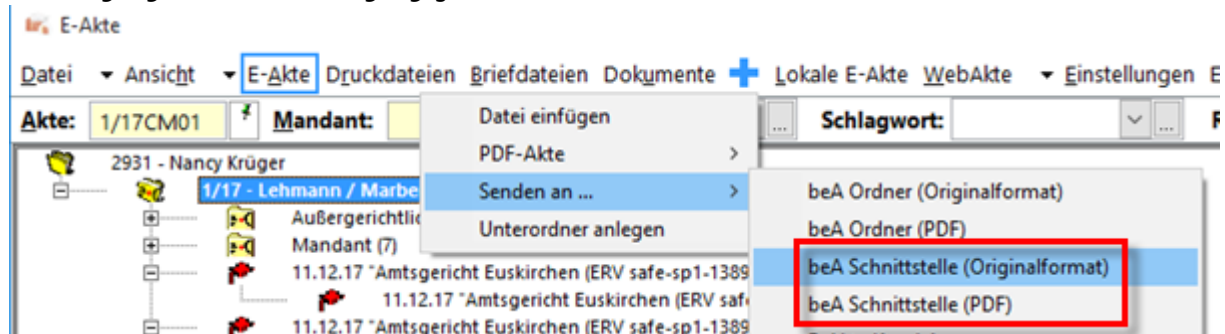 E-Akte
Datei Ansicht E-Akte Druckdateien Briefdateien Dokumente Lokale E-Akte WebAkte Einstellungen E
Akte: 1/17CM01 Mandant: ... Schlagwort: ...
2931 - Nancy Krüger
1/17 - Lehmann / Marbe
Außergerichtlic
Mandant (7)
11.12.17 "Amtsgericht Euskirchen (ERV safe-sp1-1389
11.12.17 "Amtsgericht Euskirchen (ERV safe
11.12.17 "Amtsgericht Euskirchen (ERV safe-sp1-1389
Datei einfügen
PDF-Akte
Senden an ...
Unterordner anlegen
beA Ordner (Originalformat)
beA Ordner (PDF)
beA Schnittstelle (Originalformat)
beA Schnittstelle (PDF)